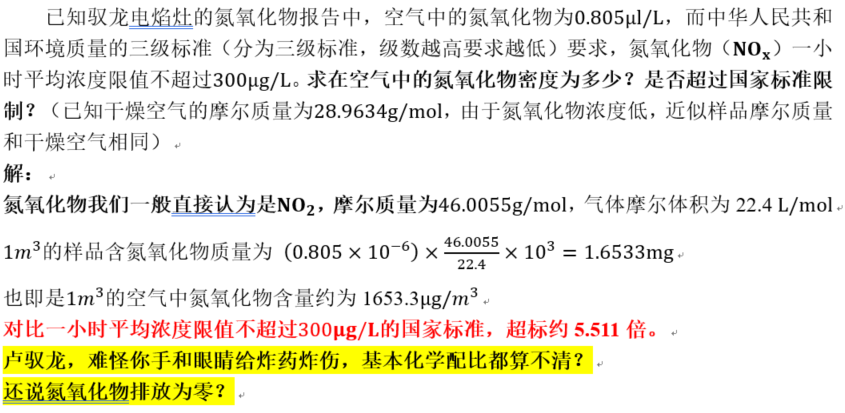 已知驭龙电焰灶的氮氧化物报告中，空气中的氮氧化物为0.805μl/L，而中华人民共和
国环境质量的三级标准（分为三级标准，级数越高要求越低）要求，氮氧化物（NOx）一小
时平均浓度限值不超过300μg/L。求在空气中的氮氧化物密度为多少？是否超过国家标准限
制？（已知干燥空气的摩尔质量为28.9634g/mol，由于氮氧化物浓度低，近似样品摩尔质量
和干燥空气相同）
解：
氮氧化物我们一般直接认为是NO₂，摩尔质量为46.0055g/mol，气体摩尔体积为 22.4 L/mol
1m³的样品含氮氧化物质量为（0.805 × 10⁻⁶) × 46.0055/22.4 × 10³ = 1.6533mg
也即是1m³的空气中氮氧化物含量约为 1653.3μg/m³
对比一小时平均浓度限值不超过300μg/L的国家标准，超标约 5.511 倍。
卢驭龙，难怪你手和眼睛给炸药炸伤，基本化学配比都算不清？
还说氮氧化物排放为零？